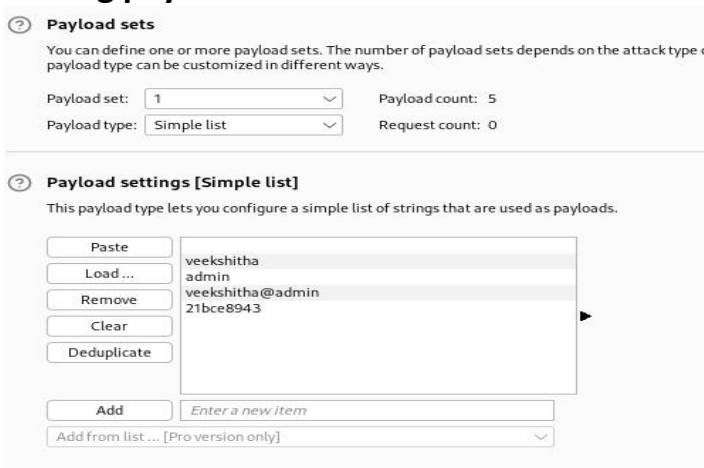 Payload sets
You can define one or more payload sets. The number of payload sets depends on the attack type
payload type can be customized in different ways.
Payload set: 1 Payload count: 5
Payload type: Simple list Request count: 0
Payload settings [Simple list]
This payload type lets you configure a simple list of strings that are used as payloads.
Paste
Load ...
Remove
Clear
Deduplicate
veekshitha
admin
veekshitha@admin
21bce8943
Add Enter a new item
Add from list ... [Pro version only]